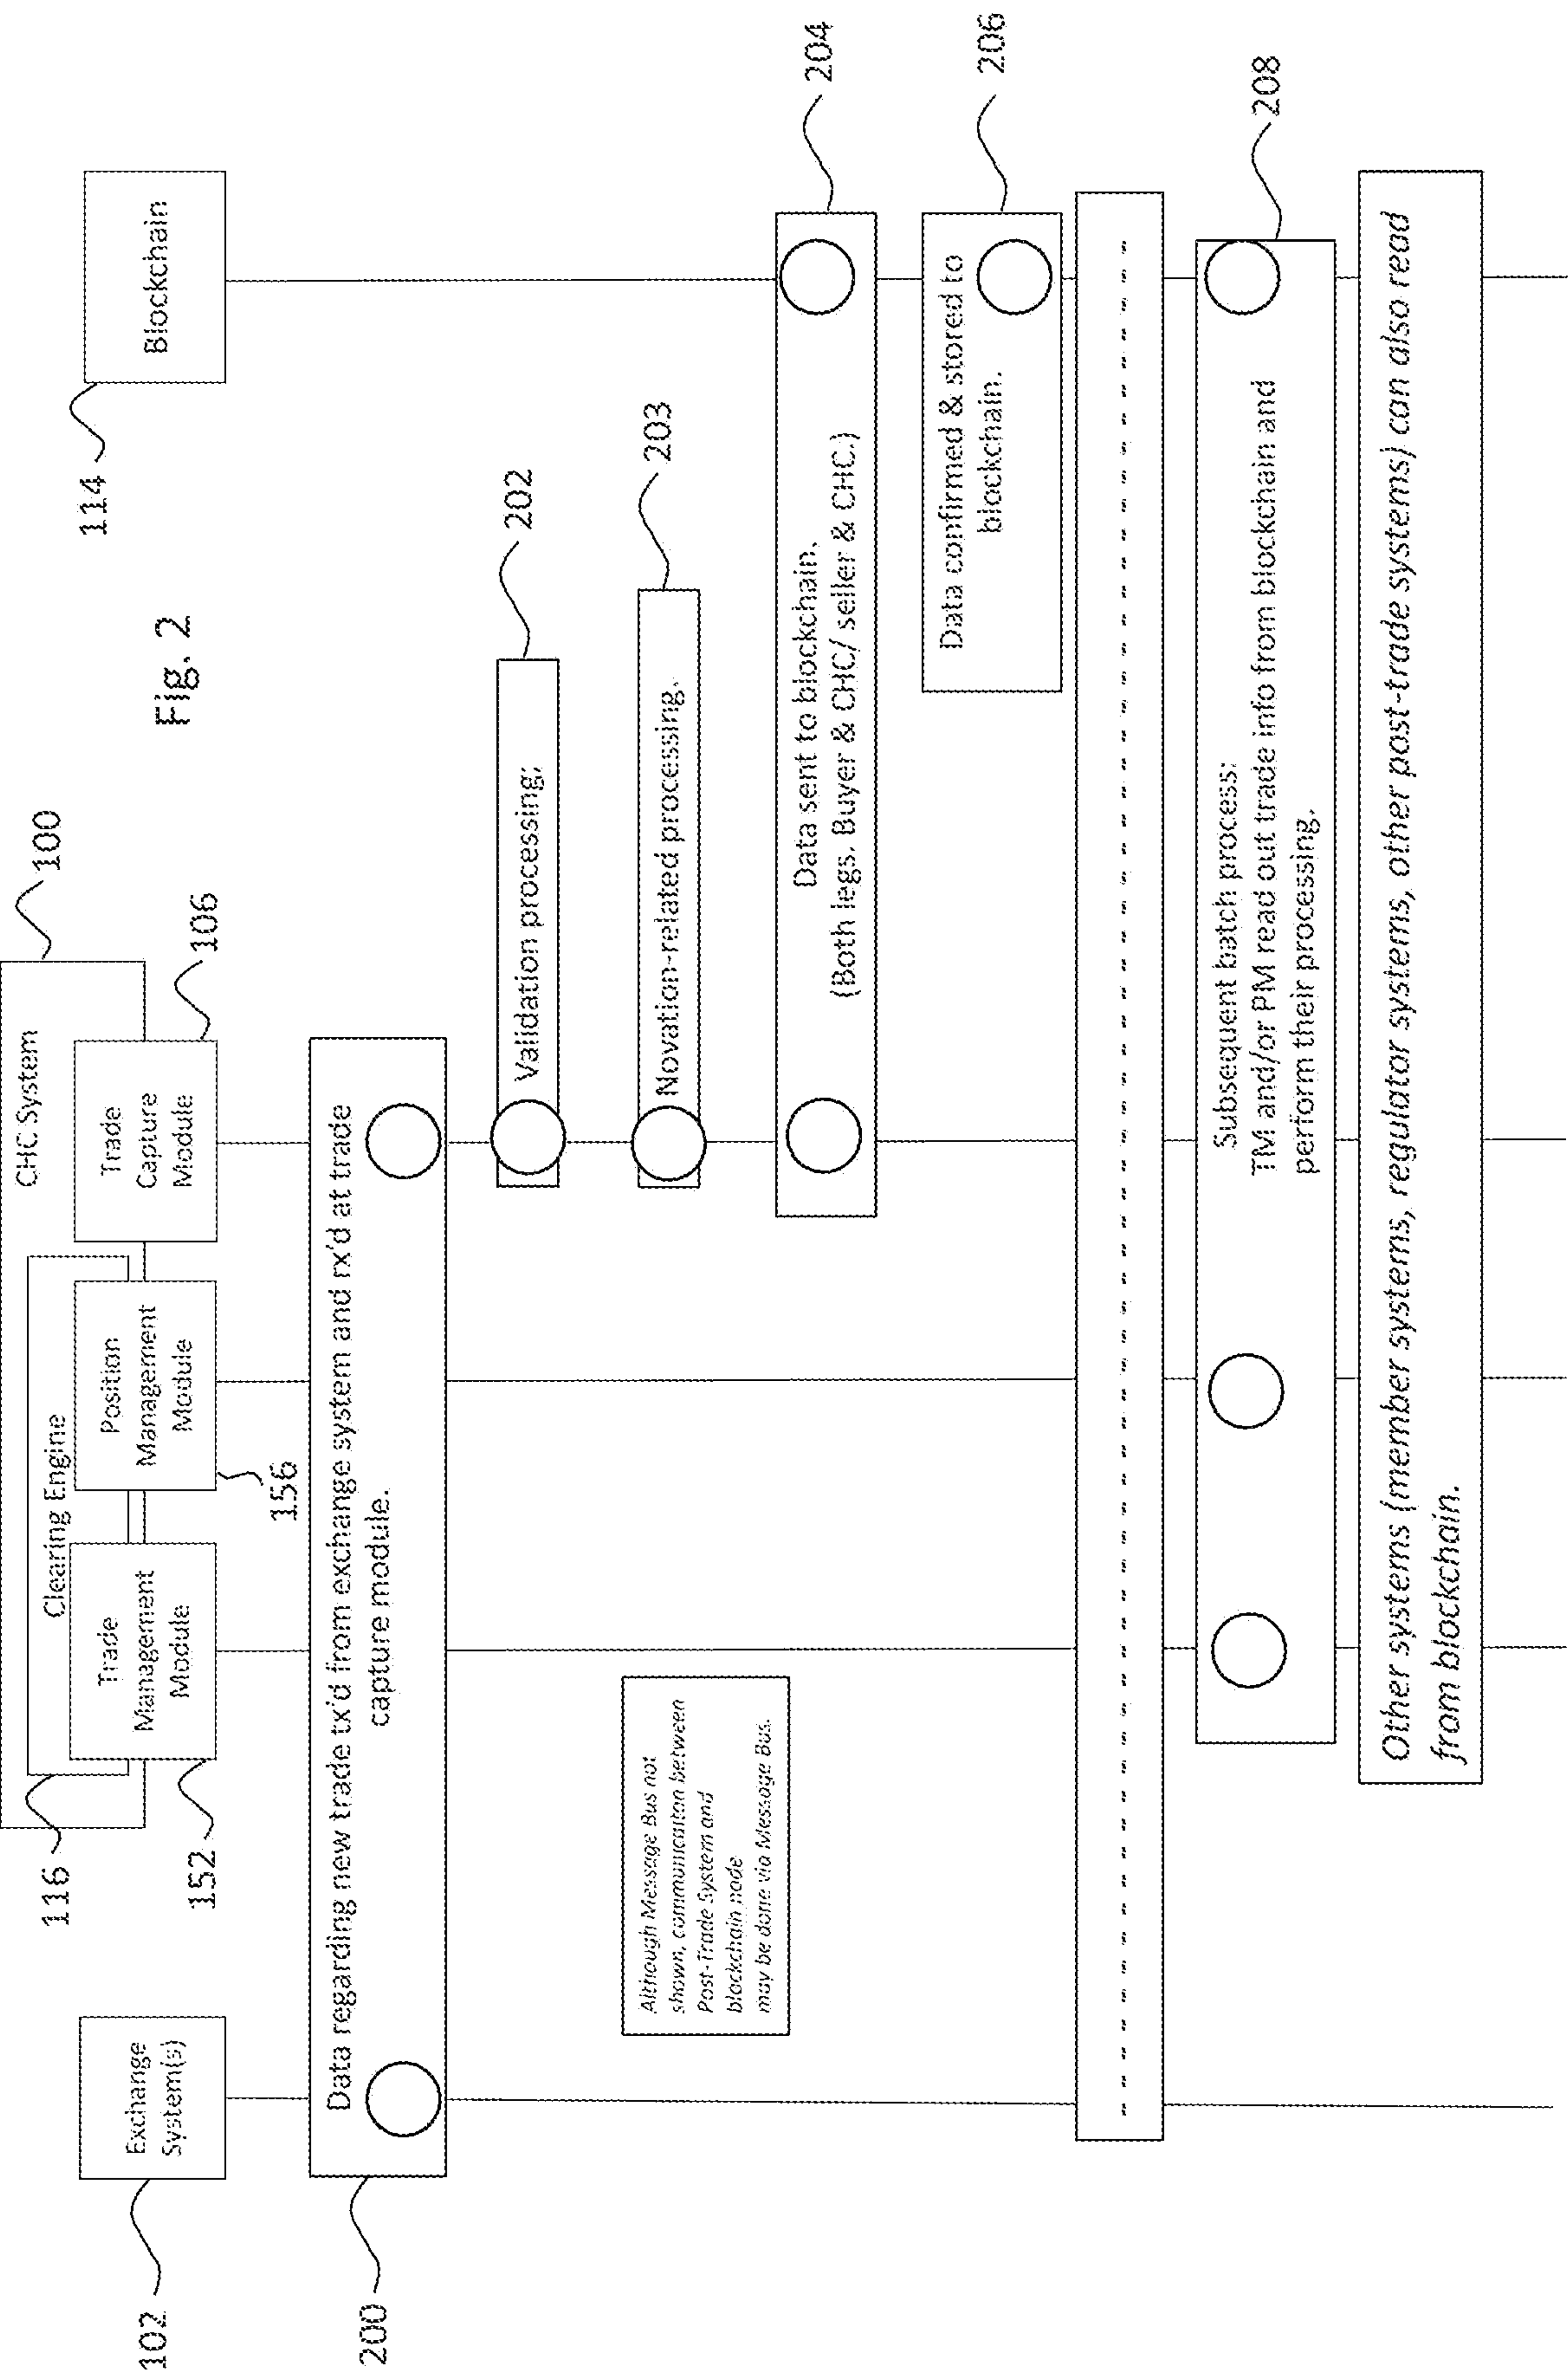 Fig. 2
100
CHC System
116
Clearing Engine
102
Exchange
System(s)
152
Trade
Management
Module
156
Position
Management
Module
106
Trade
Capture
Module
114
Blockchain
200
Data regarding new trade tx'd from exchange system and rx'd at trade
capture module.
202
Validation processing;
203
Novation-related processing.
Although Message Bus not
shown, communicaiton between
Post-Trade System and
blockchain node
may be done via Message Bus.
204
Data sent to blockchain.
(Both legs. Buyer & CHC/ seller & CHC.)
206
Data confirmed & stored to
blockchain.
208
Subsequent batch process:
TM and/or PM read out trade info from blockchain and
perform their processing.
Other systems (member systems, regulator systems, other post-trade systems) can also read
from blockchain.